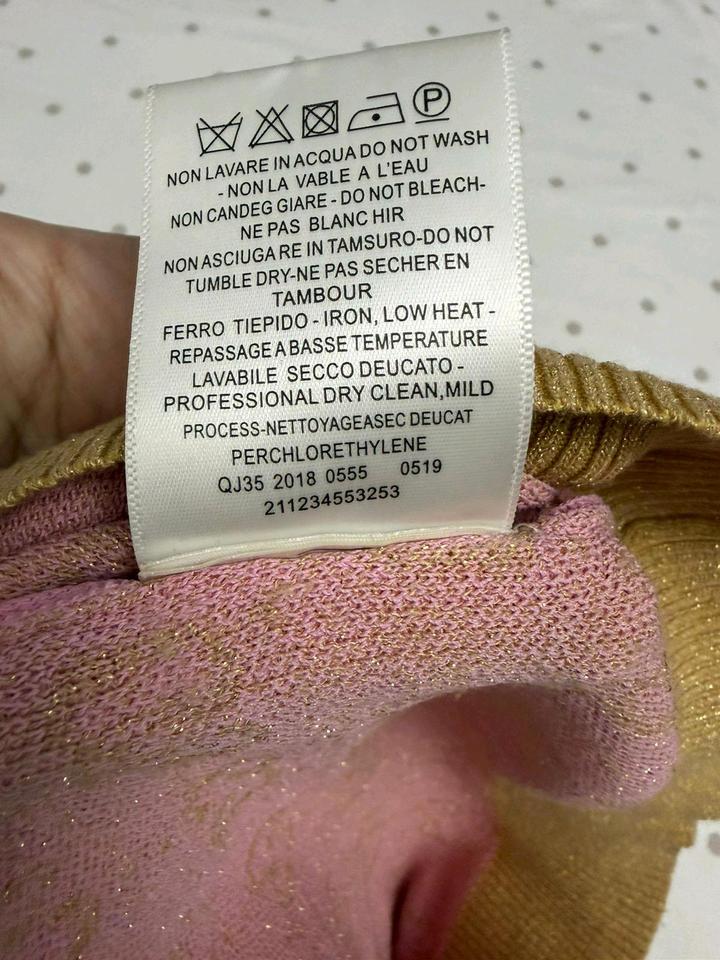 P
NON LAVARE IN ACQUA DO NOT WASH
- NON LA VABLE A L'EAU
NON CANDEG GIARE - DO NOT BLEACH-
NE PAS BLANC HIR
NON ASCIUGA RE IN TAMSURO-DO NOT
TUMBLE DRY-NE PAS SECHER EN
TAMBOUR
FERRO TIEPIDO - IRON, LOW HEAT -
REPASSAGE A BASSE TEMPERATURE
LAVABILE SECCO DEUCATO -
PROFESSIONAL DRY CLEAN,MILD
PROCESS-NETTOYAGEASEC DEUCAT
PERCHLORETHYLENE
QJ35 2018 0555 0519
211234553253